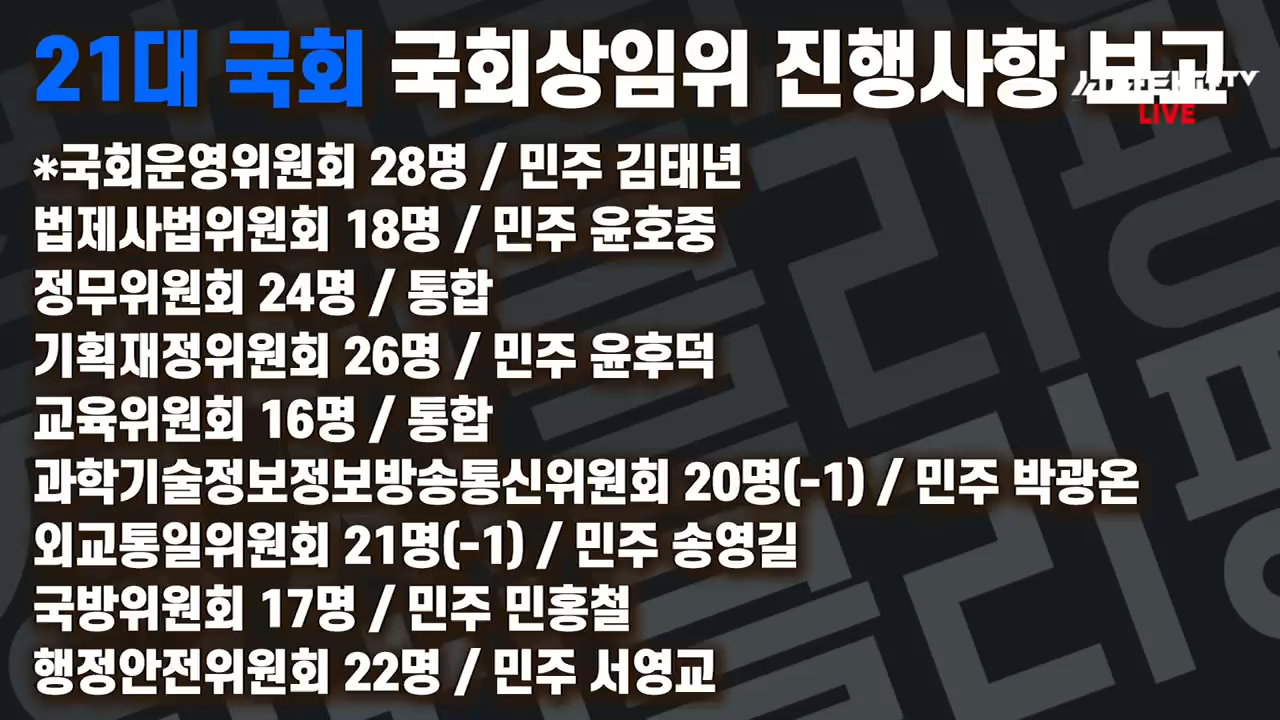 21대 국회 국회상임위 진행사항 보고
LIVE
*국회운영위원회 28명 / 민주 김태년
법제사법위원회 18명 / 민주 윤호중
정무위원회 24명 / 통합
기획재정위원회 26명 / 민주 윤후덕
교육위원회 16명 / 통합
과학기술정보정보방송통신위원회 20명(-1) / 민주 박광온
외교통일위원회 21명(-1) / 민주 송영길
국방위원회 17명 / 민주 민홍철
행정안전위원회 22명 / 민주 서영교